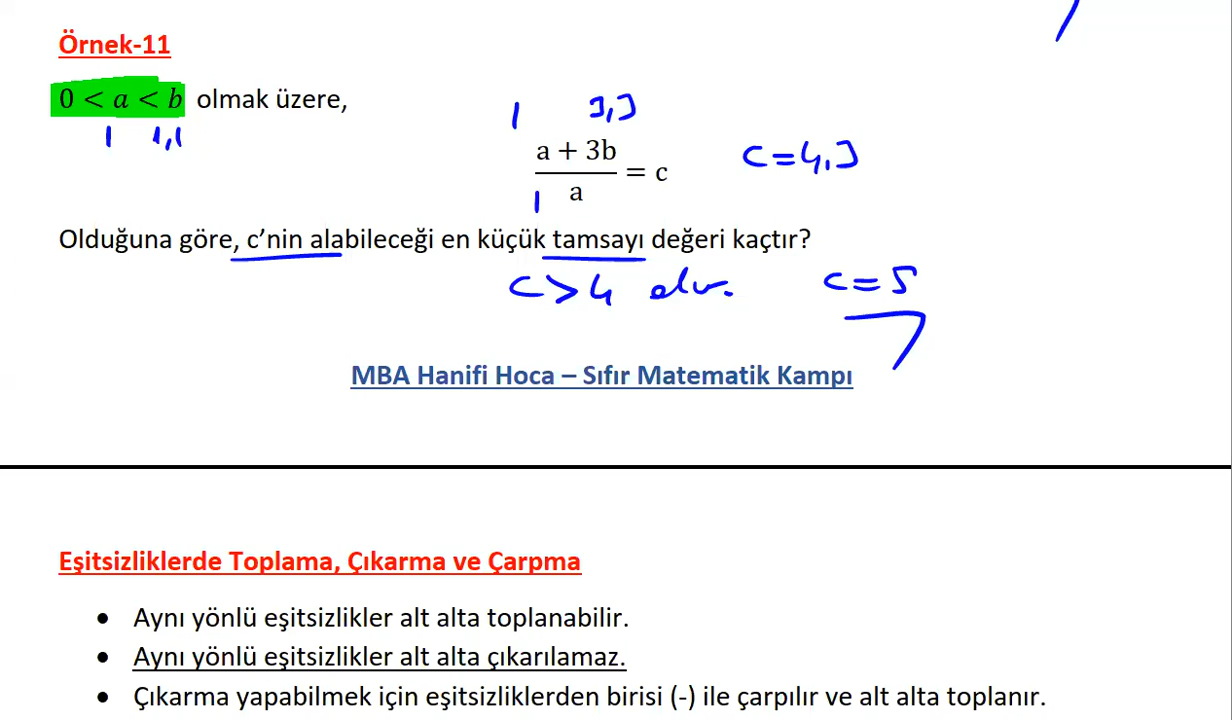 Örnek-11
0 < a < b olmak üzere,
1 1,1
1 3,3
a + 3b
= c
a
1
c = 4,3
Olduğuna göre, c’nin alabileceği en küçük tamsayı değeri kaçtır?
c > 4 olur.
c = 5
MBA Hanifi Hoca – Sıfır Matematik Kampı
Eşitsizliklerde Toplama, Çıkarma ve Çarpma
• Aynı yönlü eşitsizlikler alt alta toplanabilir.
• Aynı yönlü eşitsizlikler alt alta çıkarılamaz.
• Çıkarma yapabilmek için eşitsizliklerden birisi (-) ile çarpılır ve alt alta toplanır.